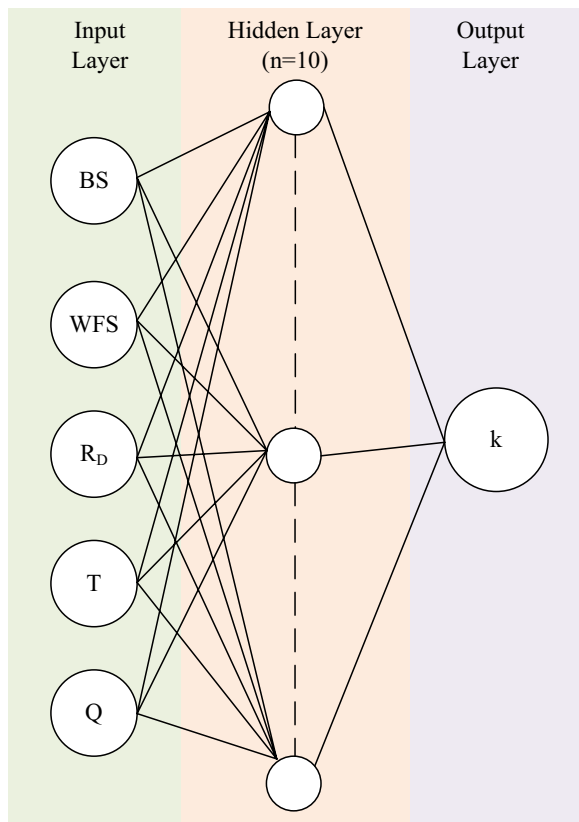 Input
Layer
Hidden Layer
(n=10)
Output
Layer
BS
WFS
R_D
T
Q
k